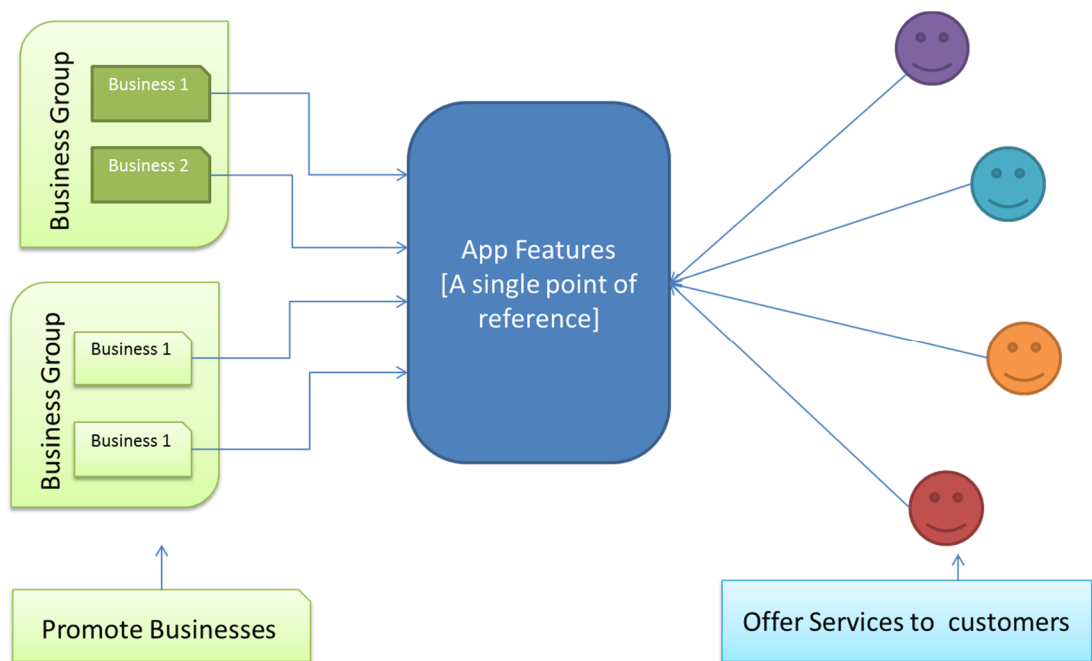 Business Group
Business 1
Business 2
Business Group
Business 1
Business 1
App Features
[A single point of
reference]
Promote Businesses
Offer Services to customers